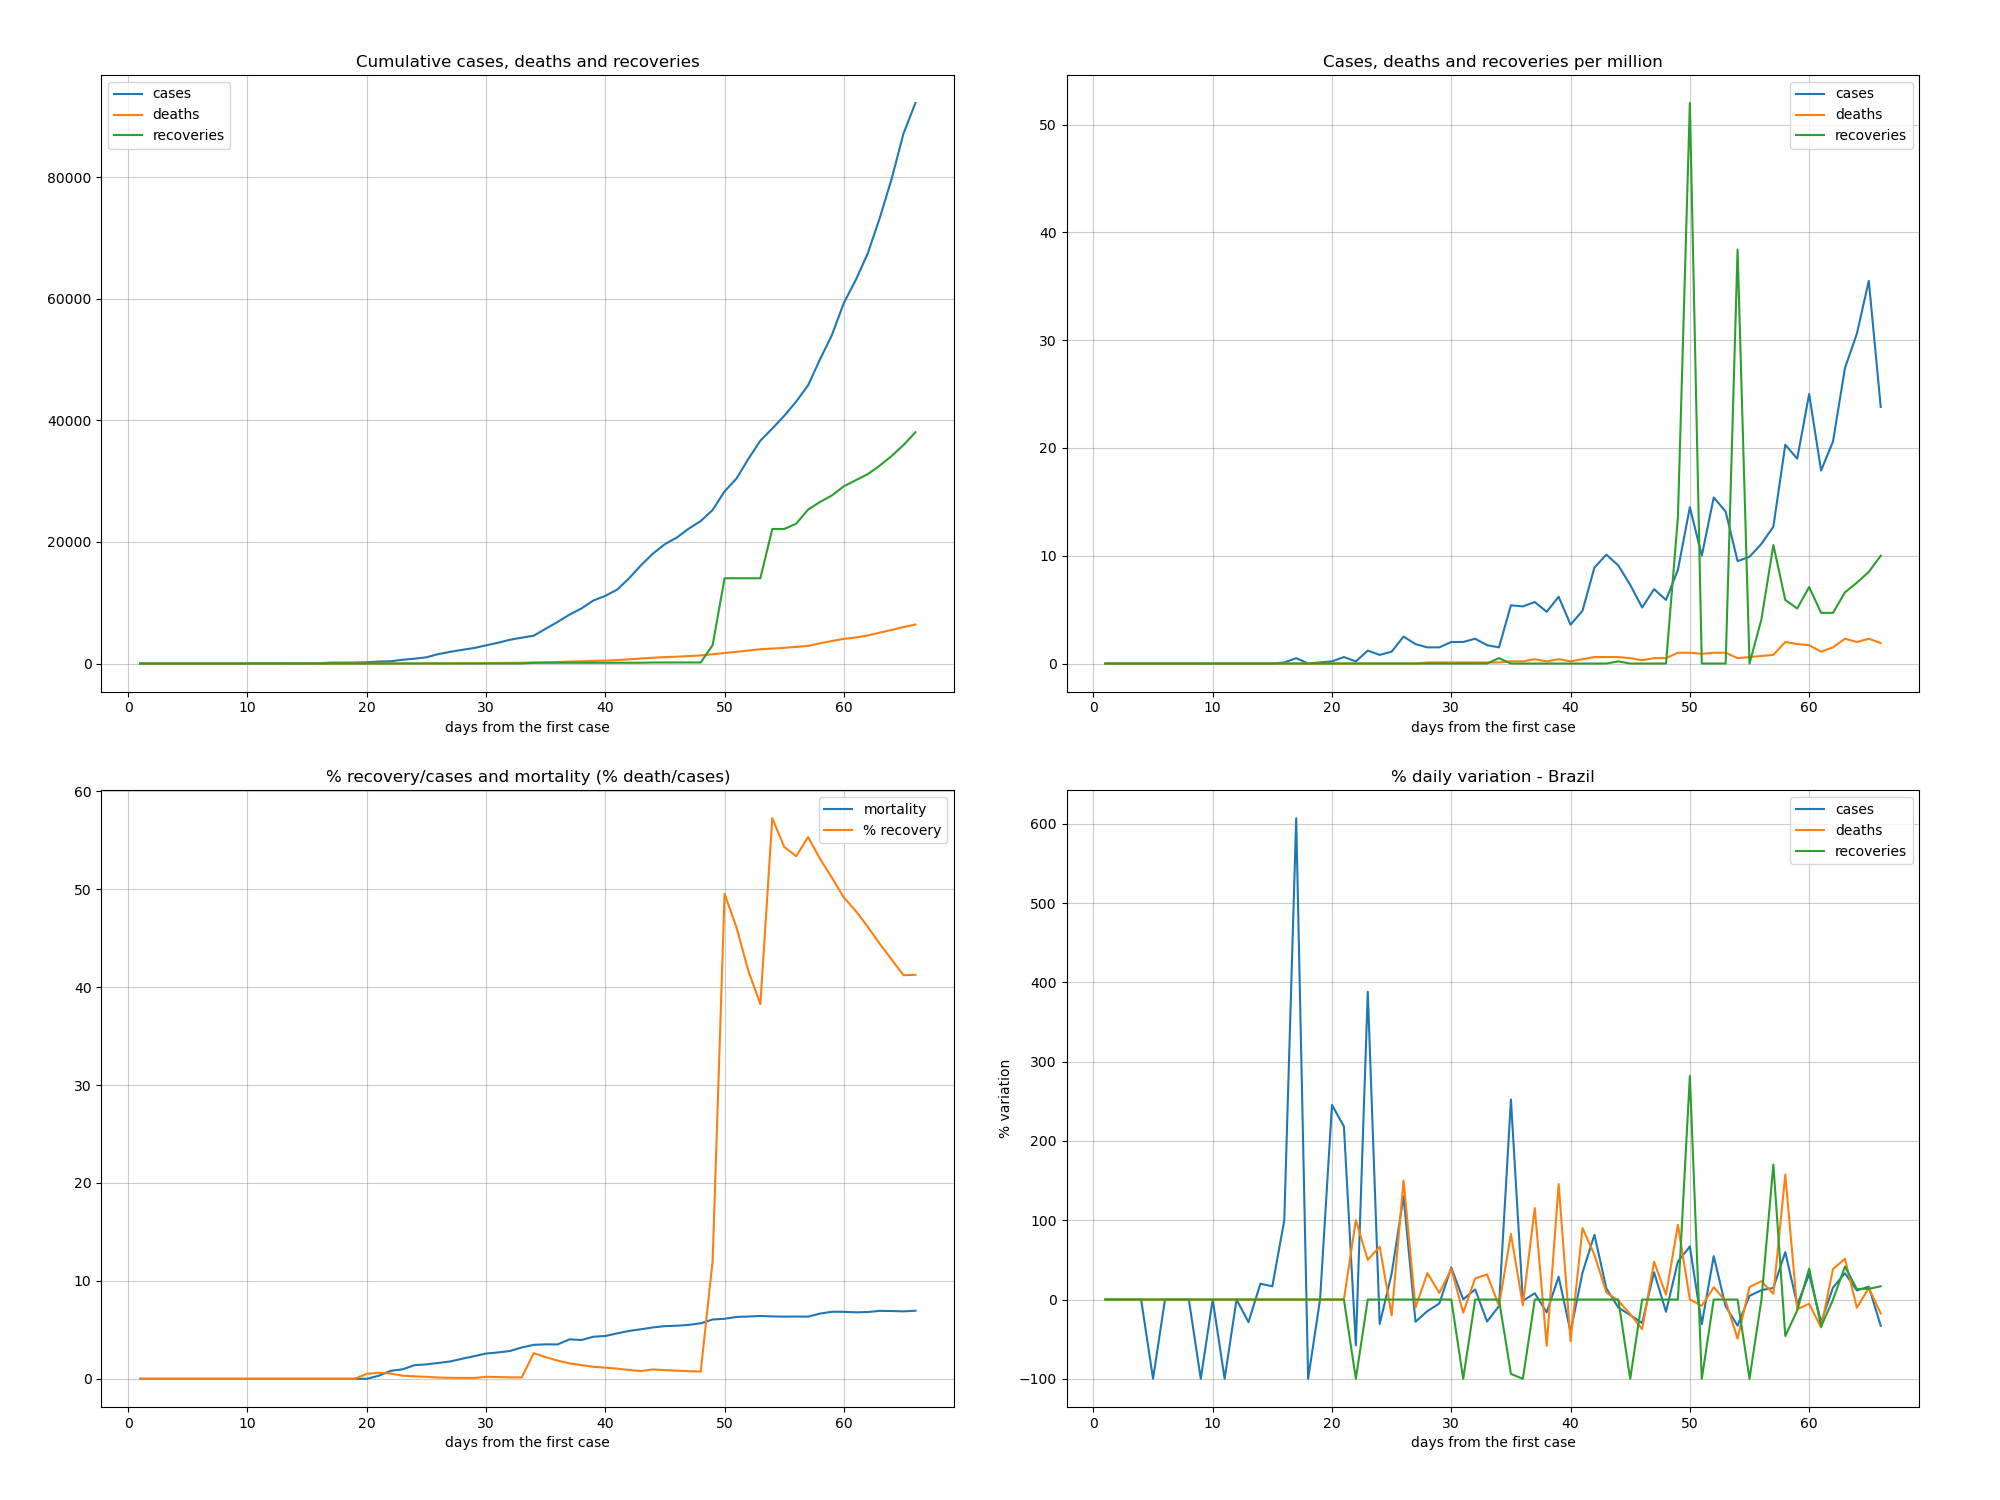 Cumulative cases, deaths and recoveries
cases
deaths
recoveries
80000
60000
40000
20000
0
0 10 20 30 40 50 60
days from the first case
Cases, deaths and recoveries per million
cases
deaths
recoveries
50
40
30
20
10
0
0 10 20 30 40 50 60
days from the first case
% recovery/cases and mortality (% death/cases)
mortality
% recovery
60
50
40
30
20
10
0
0 10 20 30 40 50 60
days from the first case
% daily variation - Brazil
cases
deaths
recoveries
% variation
600
500
400
300
200
100
0
−100
0 10 20 30 40 50 60
days from the first case